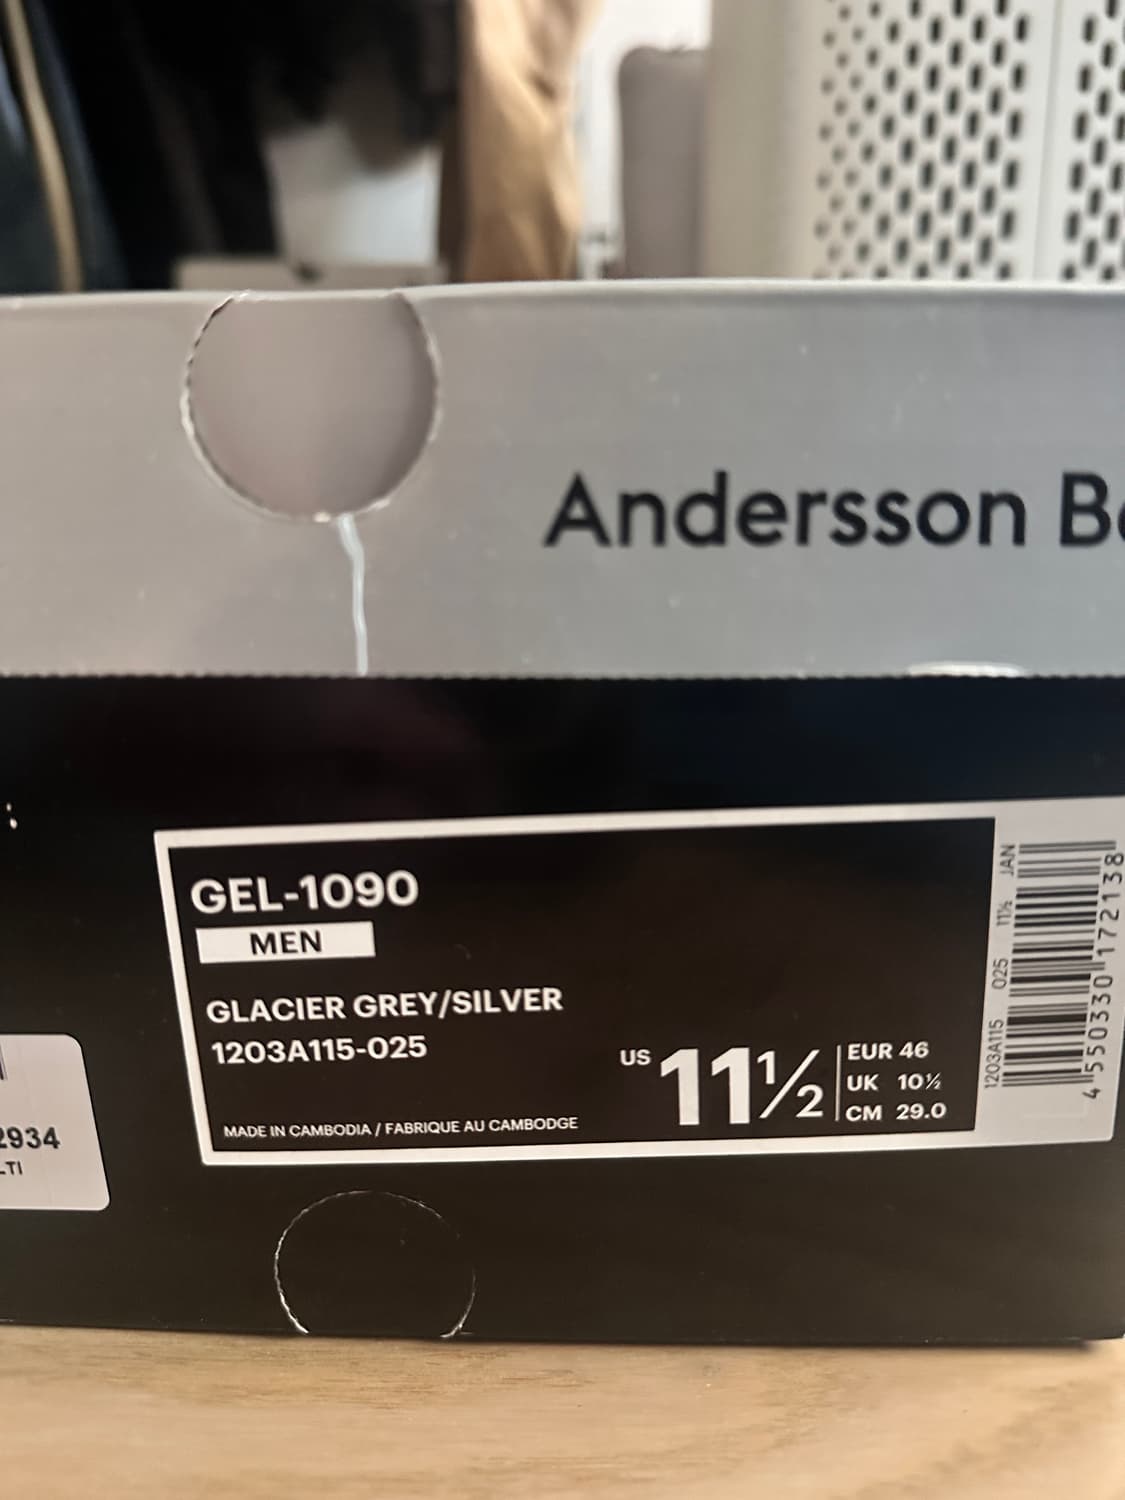 Andersson
GEL-1090
MEN
GLACIER GREY/SILVER
1203A115-025
MADE IN CAMBODIA / FABRIQUE AU CAMBODGE
US 11½
EUR 46
UK 10½
CM 29.0
1203A115 025 11½ JAN
4 550330 172138
2934